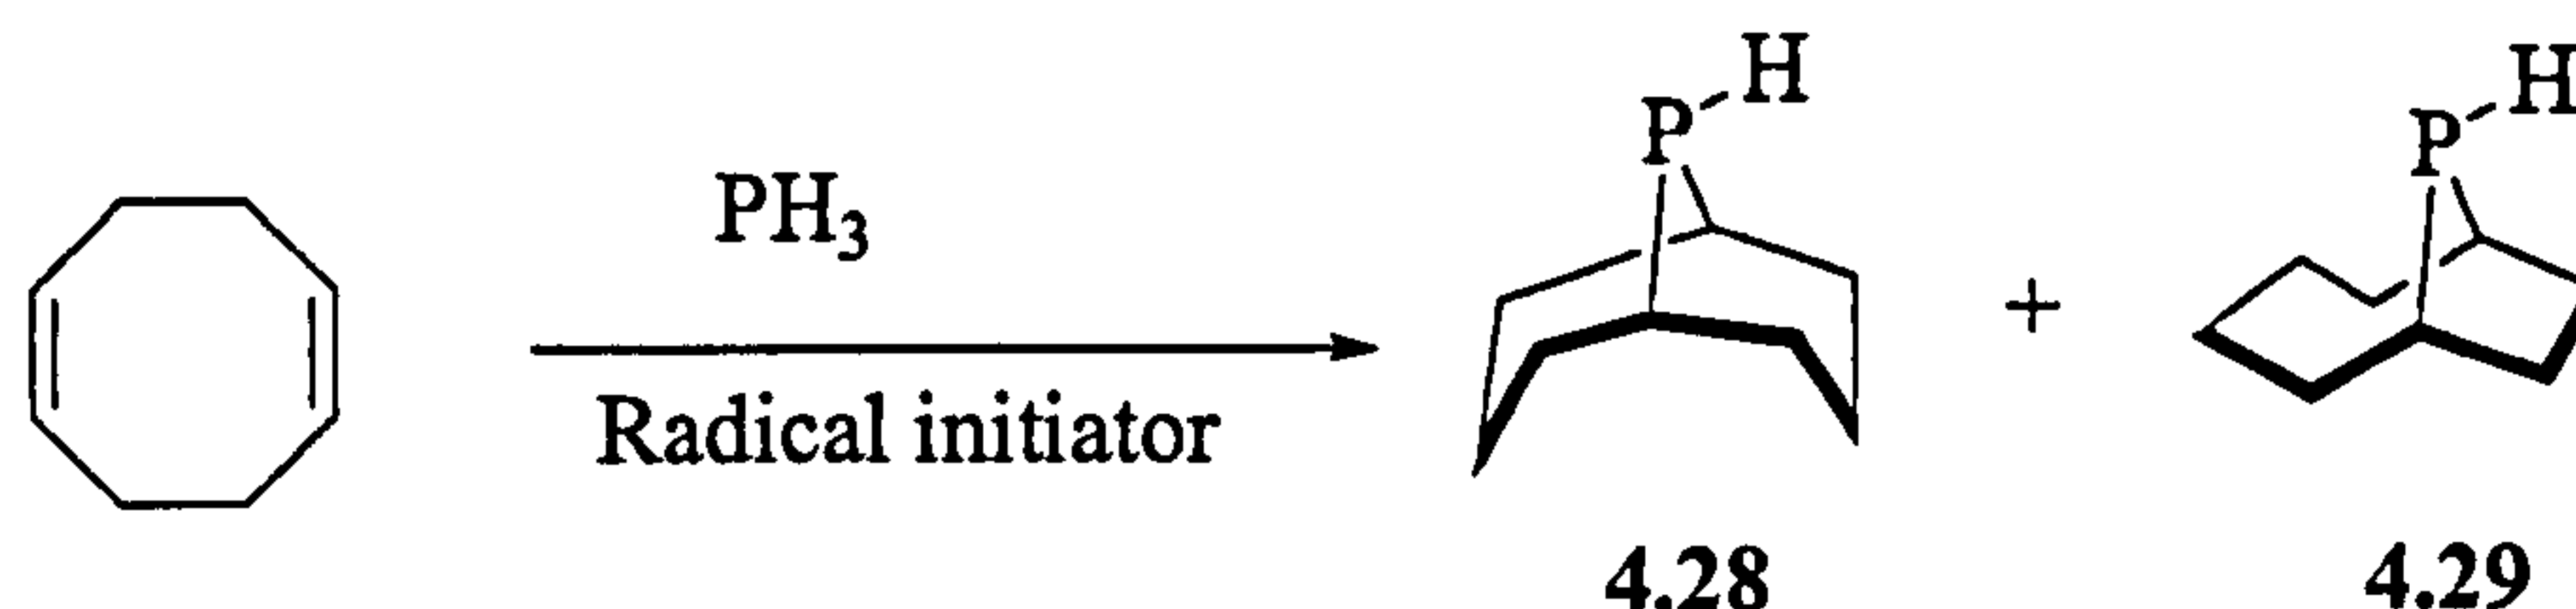 H
P
H
P
PH3
+
Radical initiator
4.28
4.29